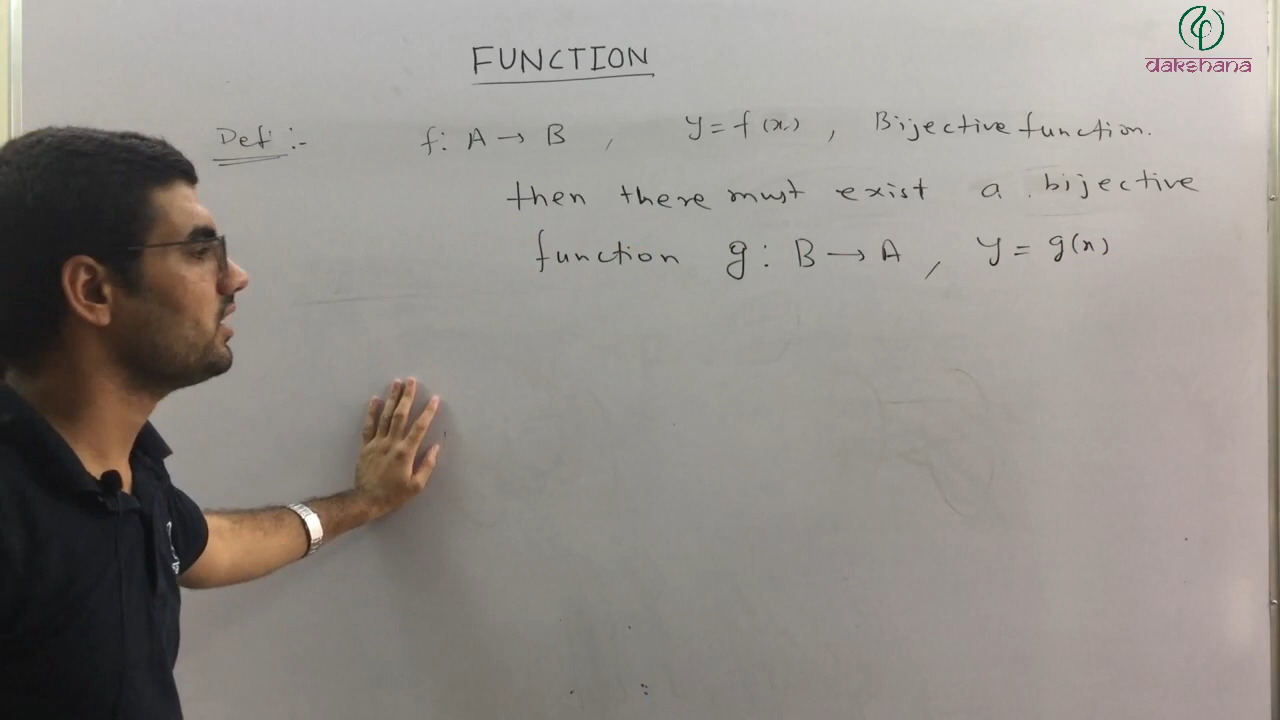 dakshana
FUNCTION
Def :- f: A → B , y = f(x) , Bijective function.
then there must exist a bijective
function g : B → A , y = g(x)